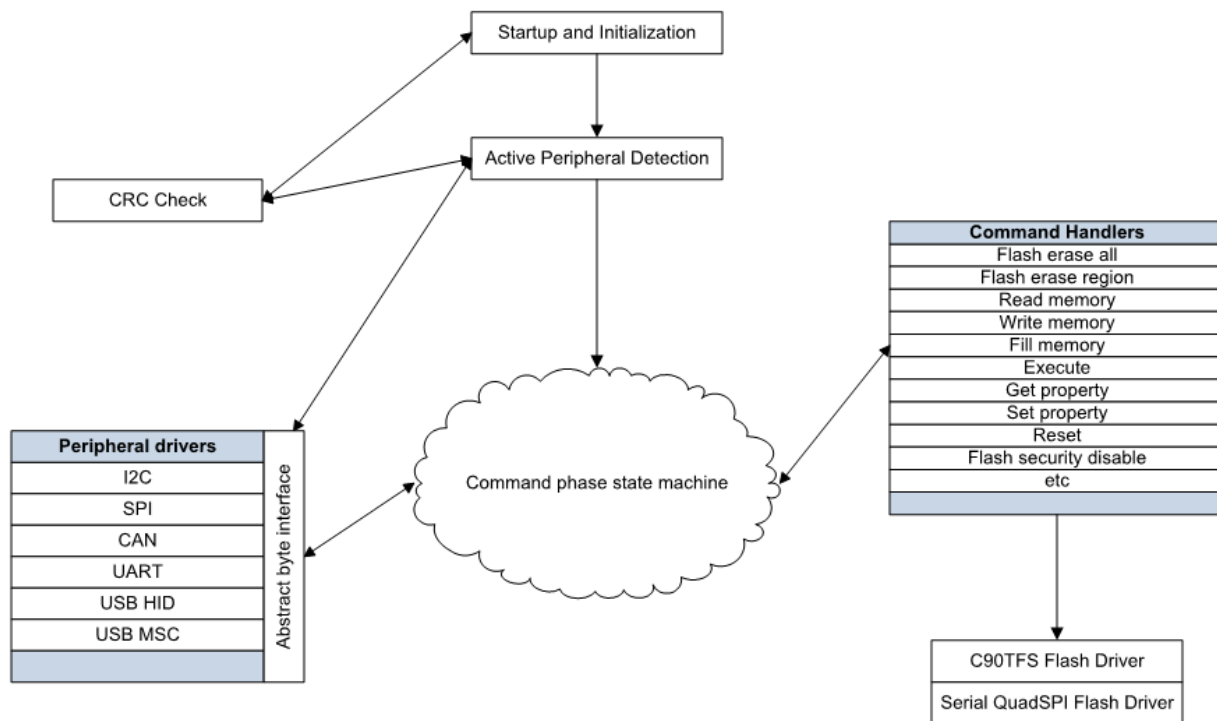 Startup and Initialization
Active Peripheral Detection
CRC Check
Command Handlers
Flash erase all
Flash erase region
Read memory
Write memory
Fill memory
Execute
Get property
Set property
Reset
Flash security disable
etc
Peripheral drivers
I2C
SPI
CAN
UART
USB HID
USB MSC
Abstract byte interface
Command phase state machine
C90TFS Flash Driver
Serial QuadSPI Flash Driver